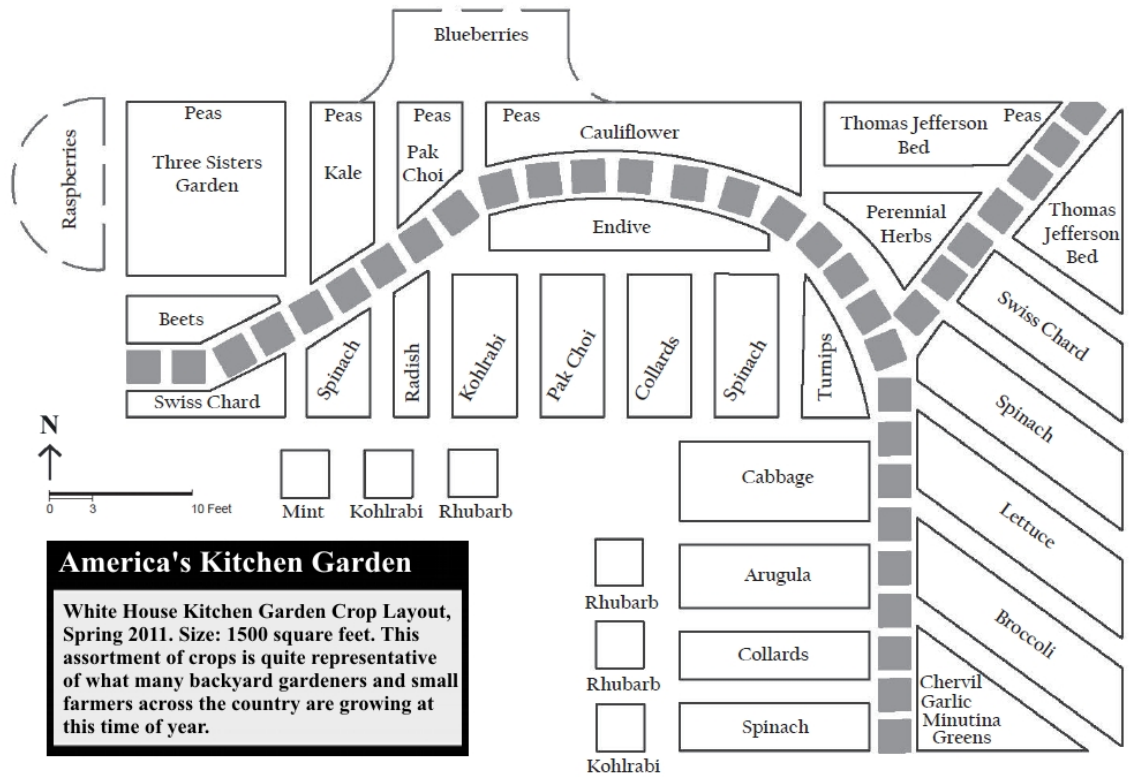 Blueberries
Raspberries
Peas
Three Sisters
Garden
Peas
Kale
Peas
Pak
Choi
Peas
Cauliflower
Thomas Jefferson
Bed
Peas
Perennial
Herbs
Thomas
Jefferson
Bed
Endive
Beets
Swiss Chard
Spinach
Radish
Kohlrabi
Pak Choi
Collards
Spinach
Turnips
Swiss Chard
Spinach
Lettuce
Broccoli
Chervil
Garlic
Minutina
Greens
Cabbage
Arugula
Collards
Spinach
N
0 3 10 Feet
Mint
Kohlrabi
Rhubarb
Rhubarb
Rhubarb
Kohlrabi
America's Kitchen Garden
White House Kitchen Garden Crop Layout,
Spring 2011. Size: 1500 square feet. This
assortment of crops is quite representative
of what many backyard gardeners and small
farmers across the country are growing at
this time of year.